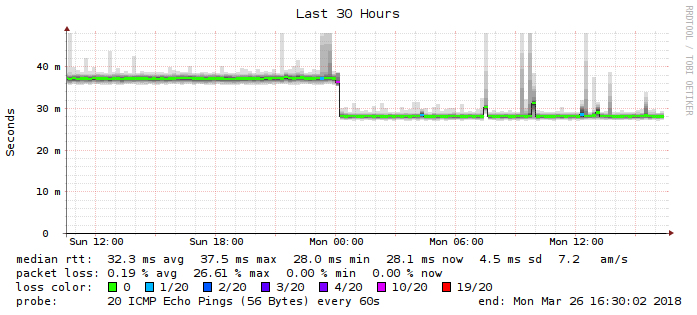 Last 30 Hours
RRDTOOL / TOBI OETIKER
Seconds
40 m
30 m
20 m
10 m
0
Sun 12:00 Sun 18:00 Mon 00:00 Mon 06:00 Mon 12:00
median rtt: 32.3 ms avg 37.5 ms max 28.0 ms min 28.1 ms now 4.5 ms sd 7.2 am/s
packet loss: 0.19 % avg 26.61 % max 0.00 % min 0.00 % now
loss color: 0 1/20 2/20 3/20 4/20 10/20 19/20
probe: 20 ICMP Echo Pings (56 Bytes) every 60s end: Mon Mar 26 16:30:02 2018